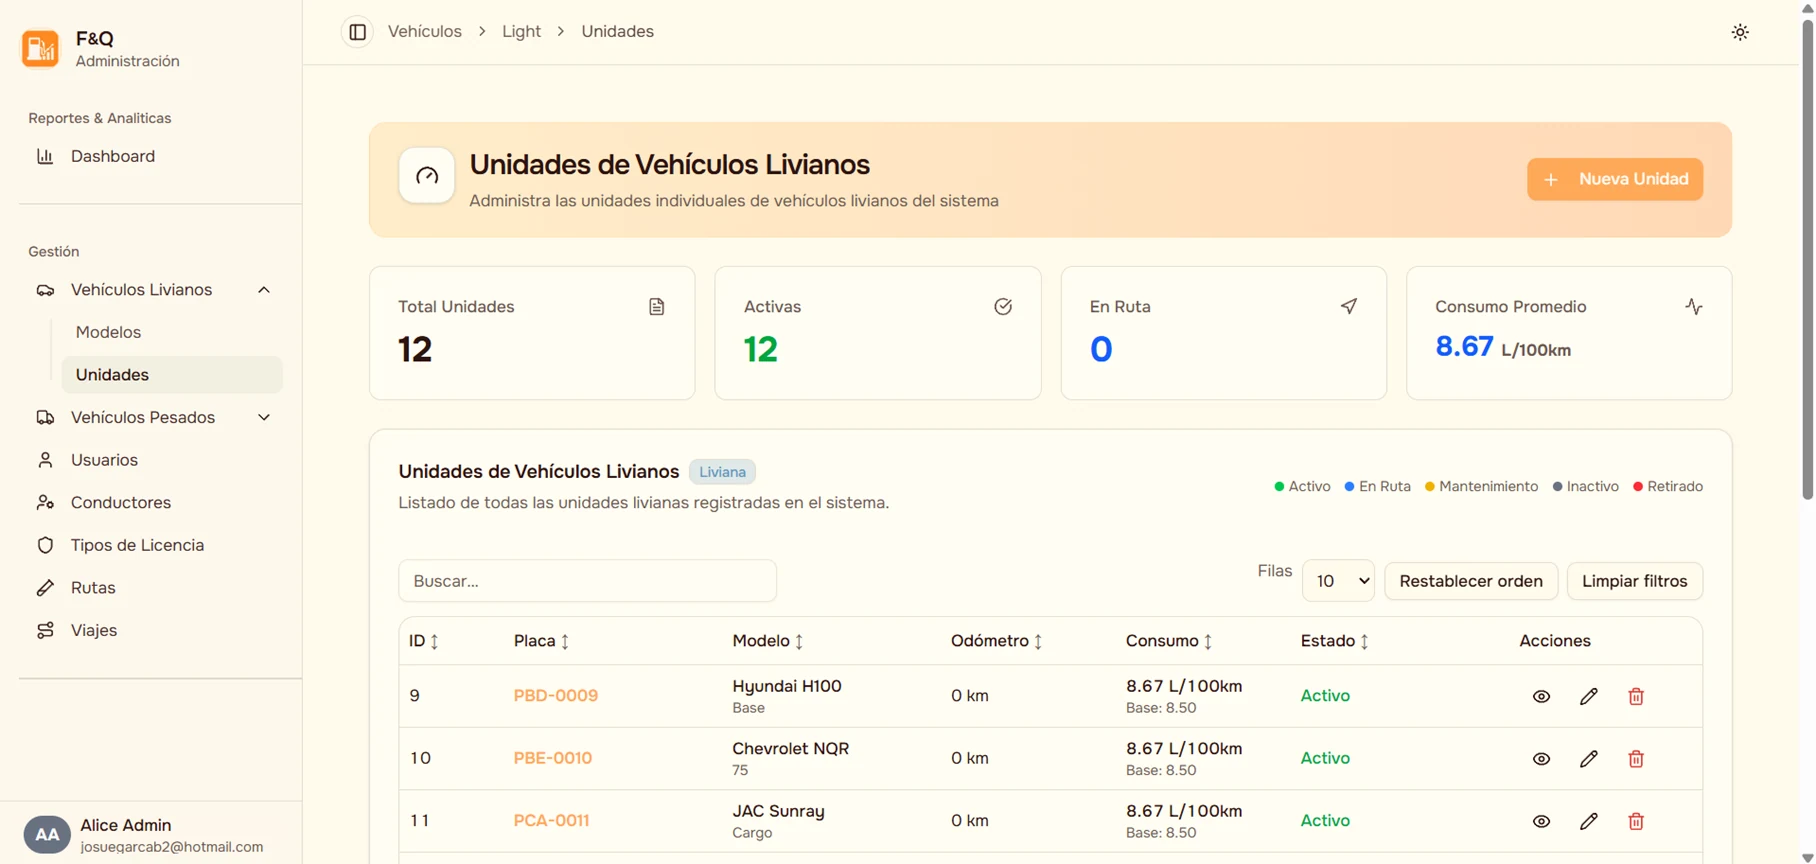 F&Q
Administración
Reportes & Analiticas
Dashboard
Gestión
Vehículos Livianos
Modelos
Unidades
Vehículos Pesados
Usuarios
Conductores
Tipos de Licencia
Rutas
Viajes
AA
Alice Admin
josuegarcab2@hotmail.com
Vehículos > Light > Unidades
Unidades de Vehículos Livianos
Administra las unidades individuales de vehículos livianos del sistema
+ Nueva Unidad
Total Unidades
12
Activas
12
En Ruta
0
Consumo Promedio
8.67 L/100km
Unidades de Vehículos Livianos Liviana
Listado de todas las unidades livianas registradas en el sistema.
Activo En Ruta Mantenimiento Inactivo Retirado
Buscar...
Filas 10 Restablecer orden Limpiar filtros
ID Placa Modelo Odómetro Consumo Estado Acciones
9 PBD-0009 Hyundai H100 0 km 8.67 L/100km Activo
Base Base: 8.50
10 PBE-0010 Chevrolet NQR 0 km 8.67 L/100km Activo
75 Base: 8.50
11 PCA-0011 JAC Sunray 0 km 8.67 L/100km Activo
Cargo Base: 8.50